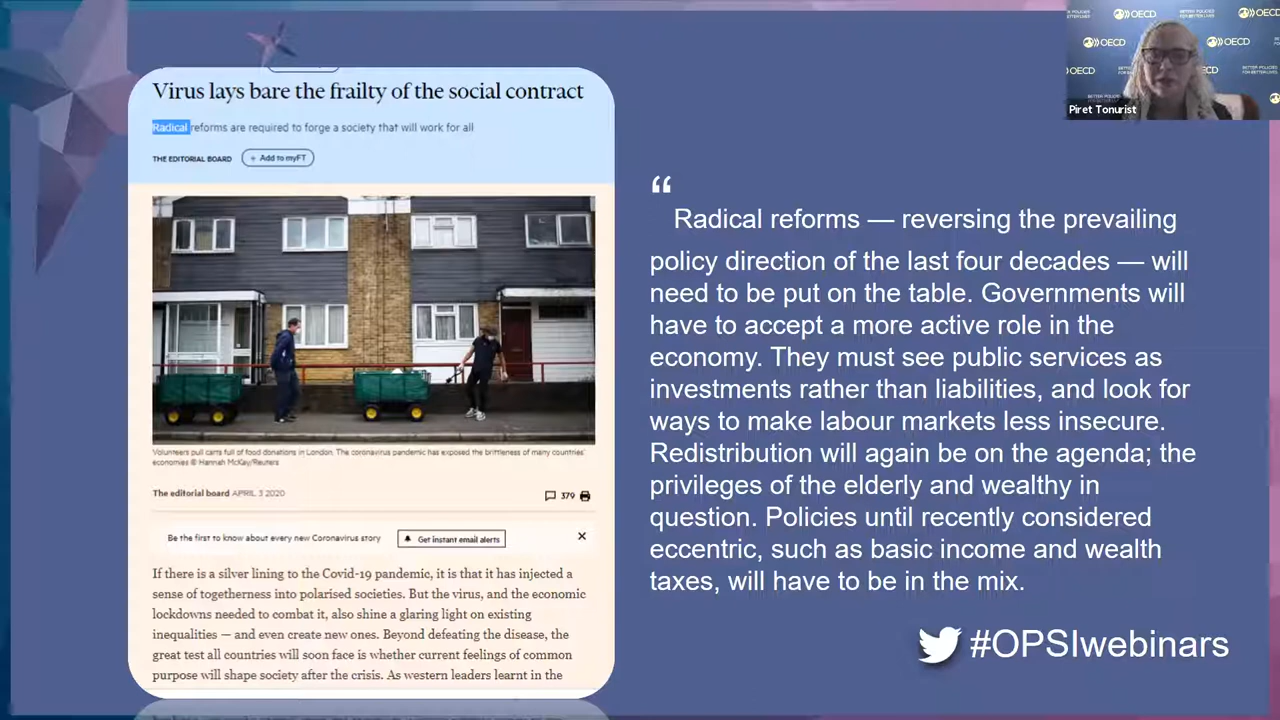 Virus lays bare the frailty of the social contract
Radical reforms are required to forge a society that will work for all
THE EDITORIAL BOARD
+ Add to myFT
Volunteers pull carts full of food donations in London. The coronavirus pandemic has exposed the brittleness of many countries'
economies © Hannah McKay/Reuters
The editorial board APRIL 3 2020
379
Be the first to know about every new Coronavirus story
Get instant email alerts
If there is a silver lining to the Covid-19 pandemic, it is that it has injected a
sense of togetherness into polarised societies. But the virus, and the economic
lockdowns needed to combat it, also shine a glaring light on existing
inequalities — and even create new ones. Beyond defeating the disease, the
great test all countries will soon face is whether current feelings of common
purpose will shape society after the crisis. As western leaders learnt in the
“
Radical reforms — reversing the prevailing
policy direction of the last four decades — will
need to be put on the table. Governments will
have to accept a more active role in the
economy. They must see public services as
investments rather than liabilities, and look for
ways to make labour markets less insecure.
Redistribution will again be on the agenda; the
privileges of the elderly and wealthy in
question. Policies until recently considered
eccentric, such as basic income and wealth
taxes, will have to be in the mix.
#OPSIwebinars
OECD
OECD
OECD
OECD
OECD
BETTER POLICIES
FOR BETTER LIVES
Piret Tonurist